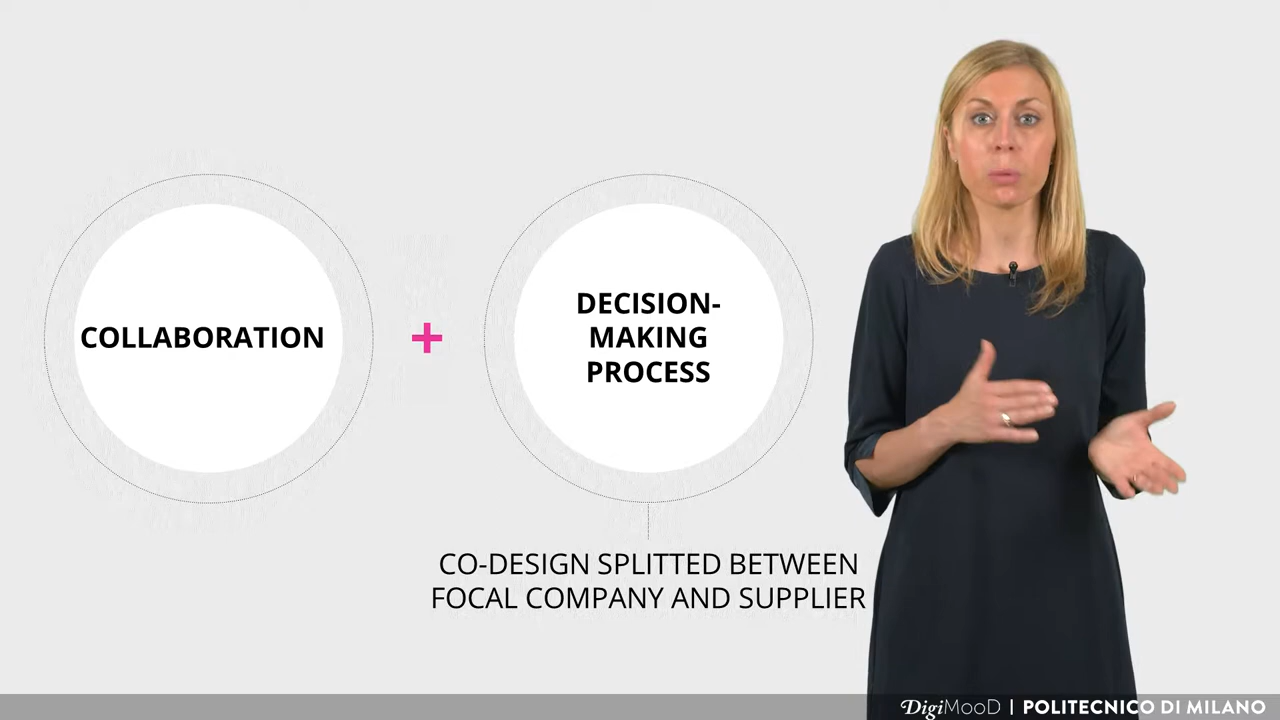 COLLABORATION
+
DECISION-
MAKING
PROCESS
CO-DESIGN SPLITTED BETWEEN
FOCAL COMPANY AND SUPPLIER
DigiMooD | POLITECNICO DI MILANO